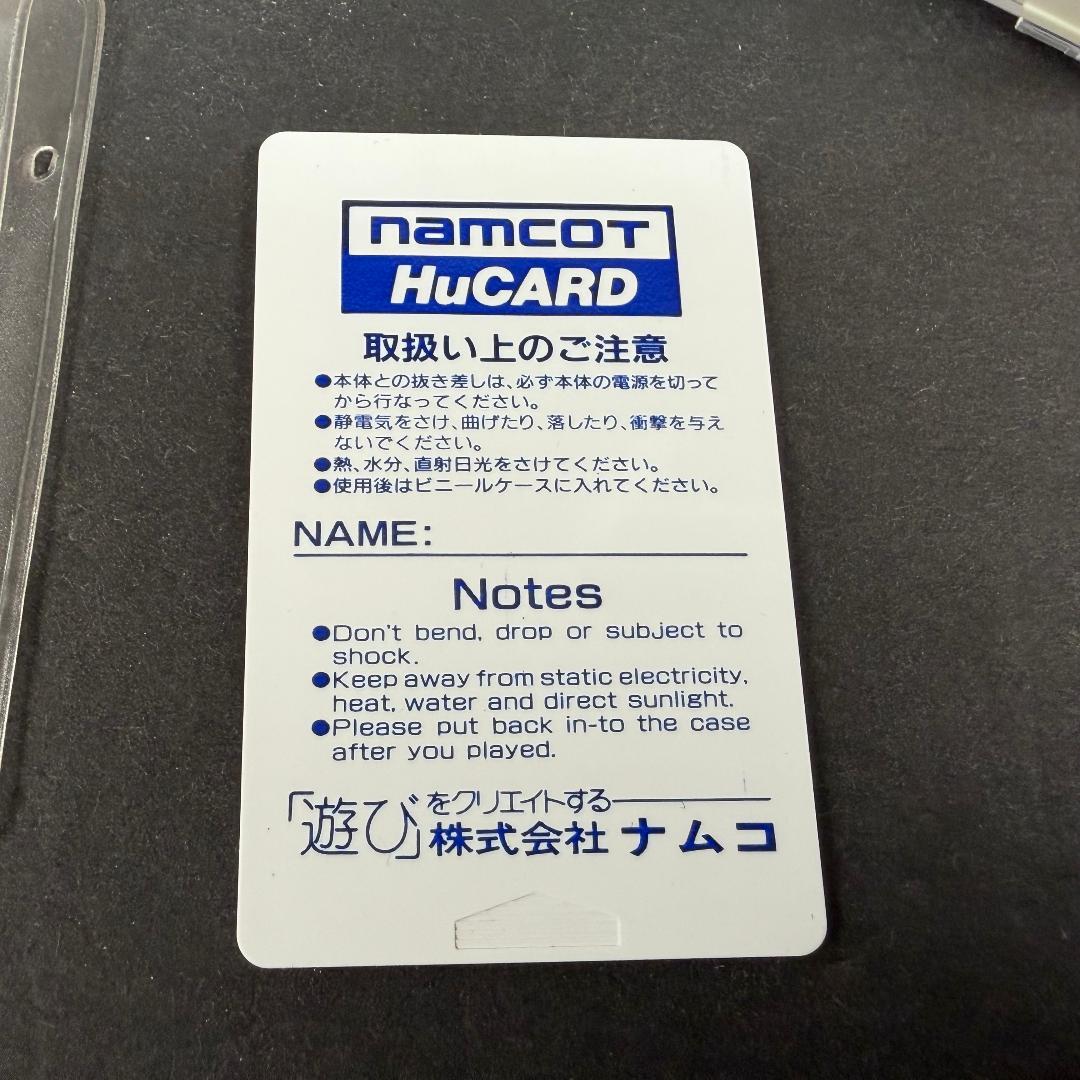 namcoT
HuCARD
取扱い上のご注意
●本体との抜き差しは、必ず本体の電源を切って
から行なってください。
●静電気をさけ、曲げたり、落したり、衝撃を与え
ないでください。
●熱、水分、直射日光をさけてください。
●使用後はビニールケースに入れてください。
NAME:
Notes
●Don't bend, drop or subject to
shock.
●Keep away from static electricity,
heat, water and direct sunlight.
●Please put back in-to the case
after you played.
「遊び」をクリエイトする
株式会社ナムコ